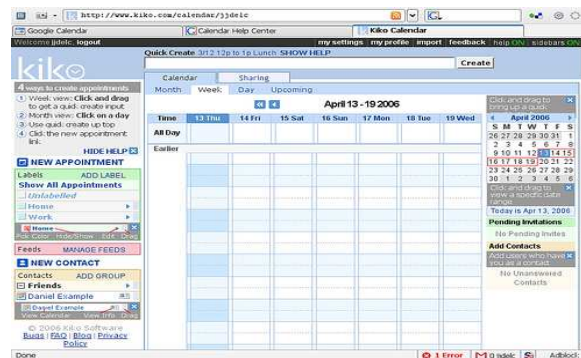 http://www.kiko.com/calendar/jjdelc
Google Calendar
Calendar Help Center
Kiko Calendar
Welcome jjdelc, logout
my settings my profile import feedback help ON sidebars ON
kiko
Quick Create 3/12 12p to 1p Lunch SHOW HELP
Create
4 ways to create appointments
1 Week view: Click and drag
to get a quick create input
2 Month view: Click on a day
3 Use quick create up top
4 Click the new appointment
link.
HIDE HELP
NEW APPOINTMENT
Labels ADD LABEL
Show All Appointments
Unlabelled
Home
Work
Home
Pick Color Hide/Show Edit Drag
Feeds MANAGE FEEDS
NEW CONTACT
Contacts ADD GROUP
Friends
Daniel Example
Daniel Example
View Calendar View Info Drag
© 2006 Kiko Software
Bugs | FAQ | Blog | Privacy
Policy
Calendar Sharing
Month Week Day Upcoming
April 13 - 19 2006
Time 13 Thu 14 Fri 15 Sat 16 Sun 17 Mon 18 Tue 19 Wed
All Day
Earlier
Click and drag to
bring up a quick
April 2006
S M T W T F S
26 27 28 29 30 31 1
2 3 4 5 6 7 8
9 10 11 12 13 14 15
16 17 18 19 20 21 22
23 24 25 26 27 28 29
30 1 2 3 4 5 6
Click and drag to
view a specific date
range
Today is Apr 13, 2006
Pending Invitations
No Pending Invites
Add Contacts
Add users who have
you as a contact
No Unanswered
Contacts
Done
1 Error
Adblock